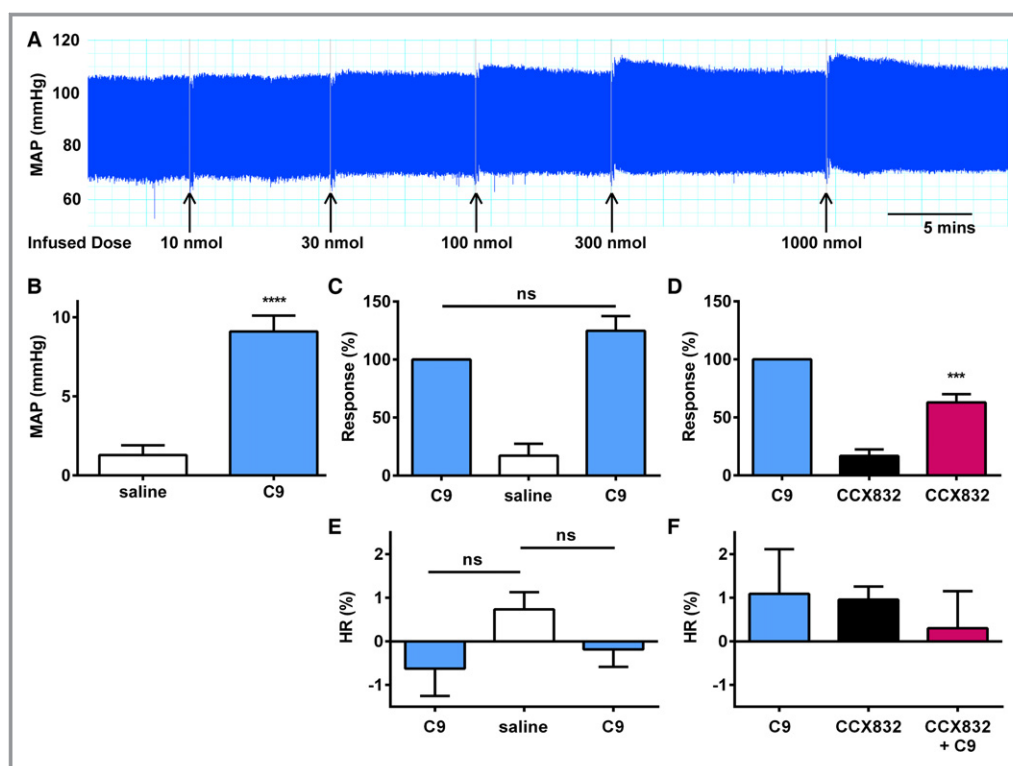 A
120
100
80
60
MAP (mmHg)
Infused Dose 10 nmol 30 nmol 100 nmol 300 nmol 1000 nmol 5 mins
B
MAP (mmHg)
10
5
0
****
saline C9
C
Response (%)
150
100
50
0
ns
C9 saline C9
D
Response (%)
150
100
50
0
***
C9 CCX832 CCX832
E
HR (%)
2
1
0
-1
ns
ns
C9 saline C9
F
HR (%)
2
1
0
-1
C9 CCX832 CCX832
+ C9